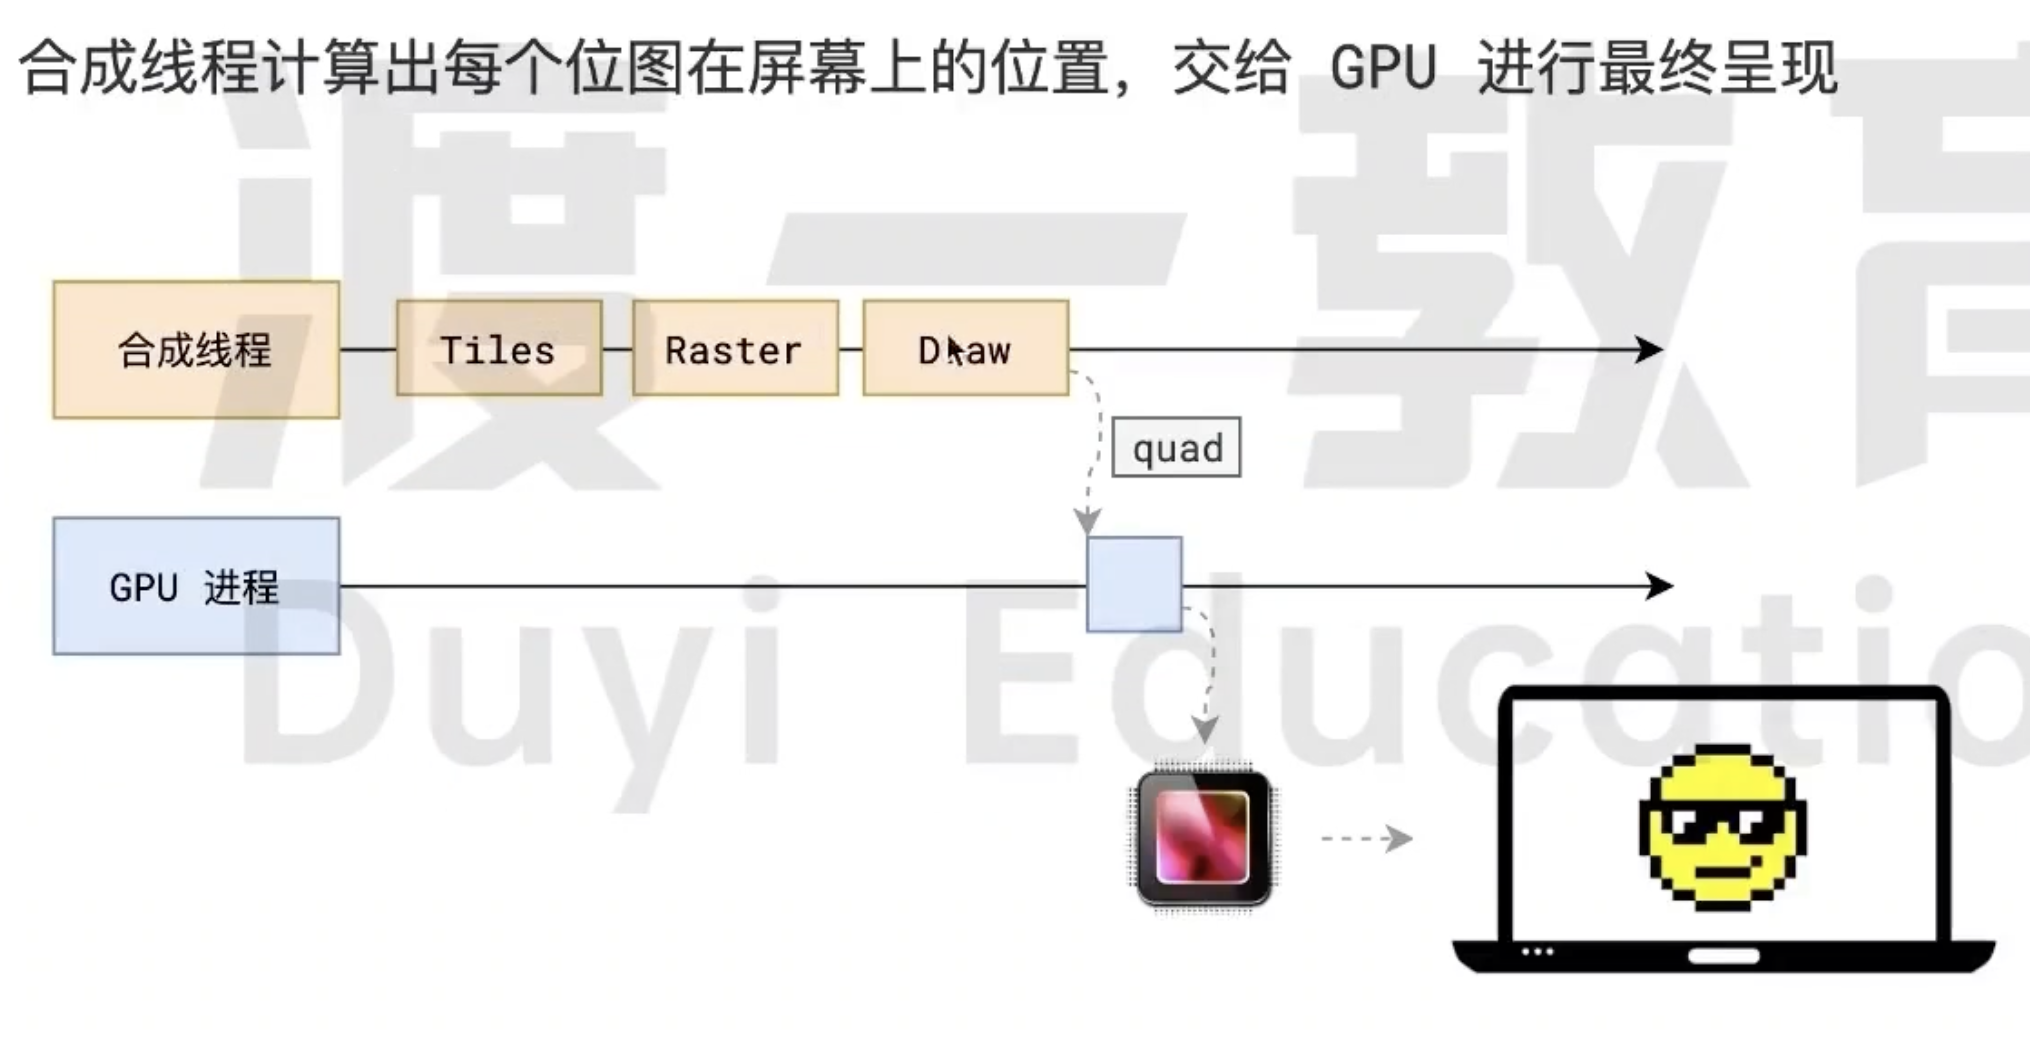 合成线程计算出每个位图在屏幕上的位置，交给 GPU 进行最终呈现
渡一教育
合成线程
Tiles
Raster
Draw
quad
GPU 进程
Duyi Educatio